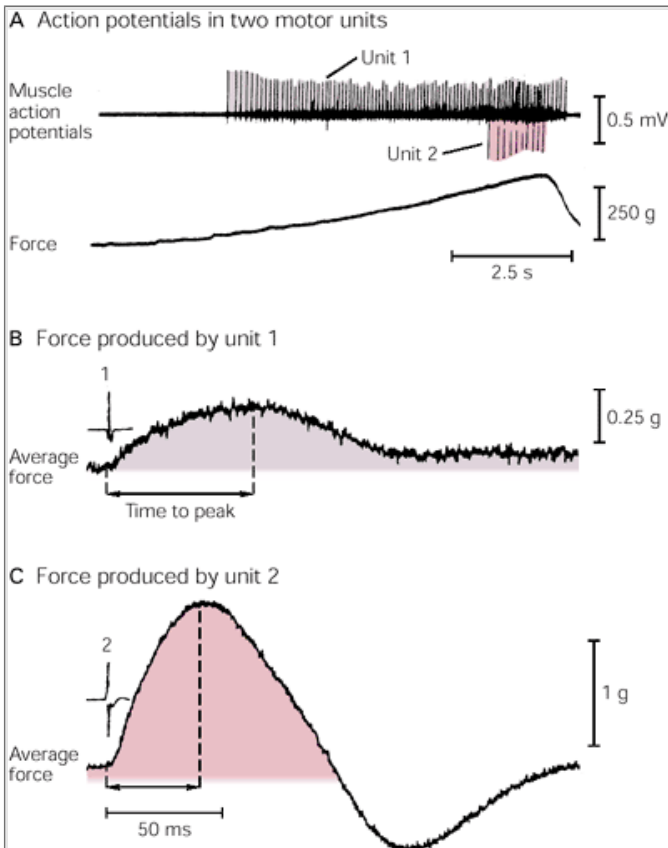 A Action potentials in two motor units
Unit 1
Muscle
action
potentials
0.5 mV
Unit 2
250 g
Force
2.5 s
B Force produced by unit 1
1
0.25 g
Average
force
Time to peak
C Force produced by unit 2
2
1 g
Average
force
50 ms